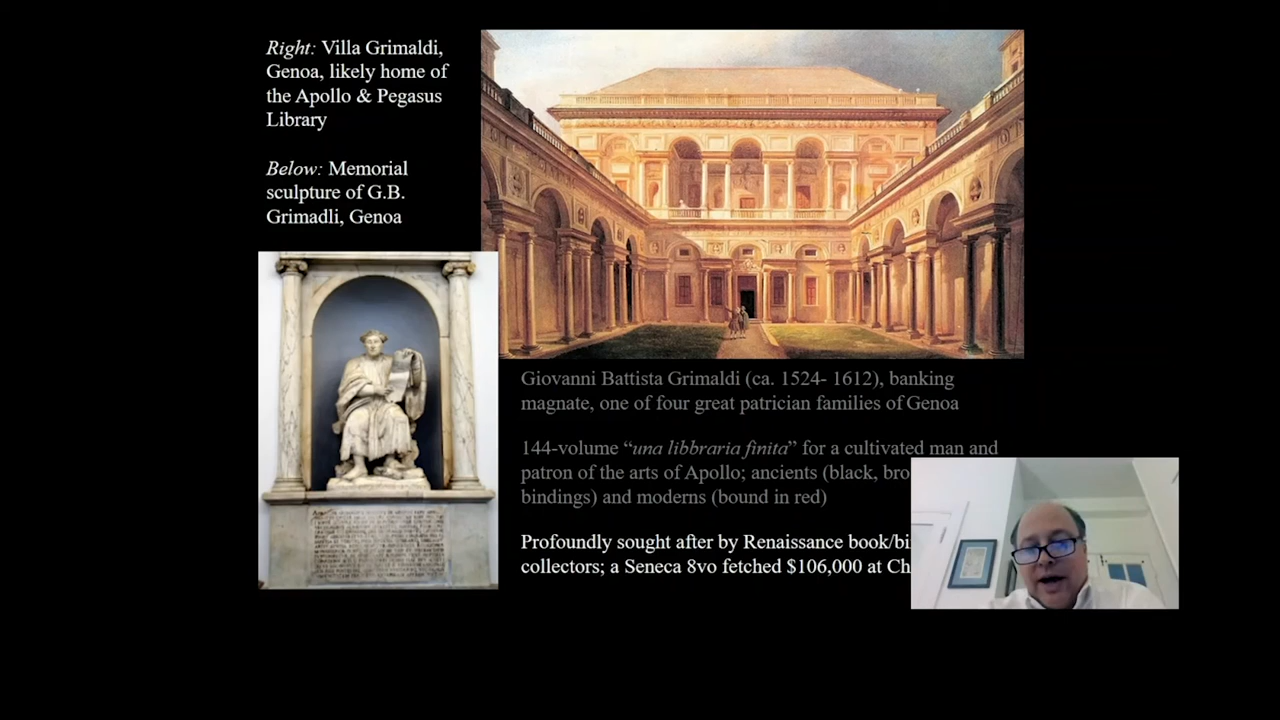 Right: Villa Grimaldi,
Genoa, likely home of
the Apollo & Pegasus
Library
Below: Memorial
sculpture of G.B.
Grimadli, Genoa
Giovanni Battista Grimaldi (ca. 1524- 1612), banking
magnate, one of four great patrician families of Genoa
144-volume “una libbraria finita” for a cultivated man and
patron of the arts of Apollo; ancients (black, bro
bindings) and moderns (bound in red)
Profoundly sought after by Renaissance book/bi
collectors; a Seneca 8vo fetched $106,000 at Ch